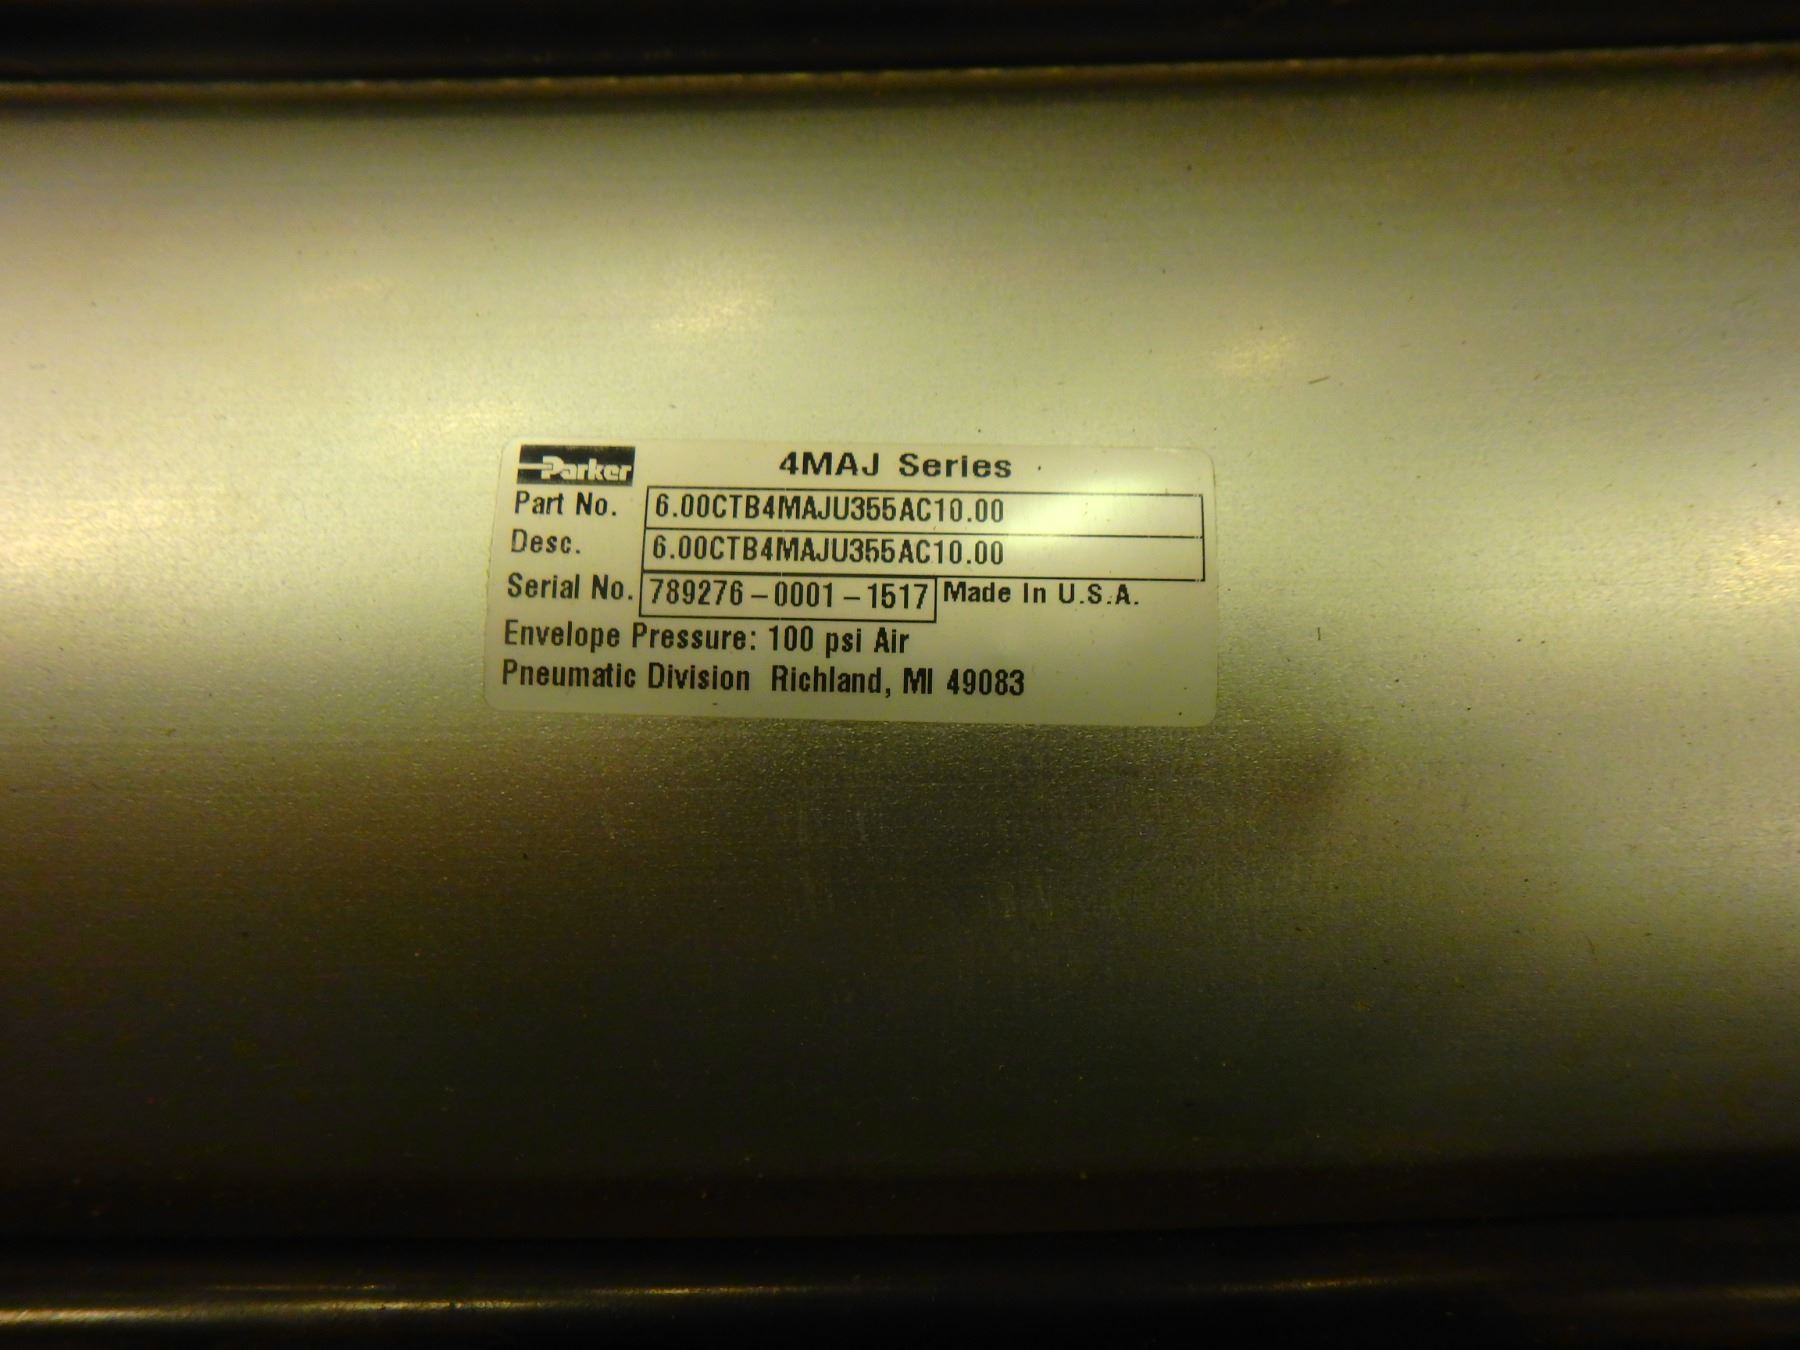 Parker 4MAJ Series
Part No. 6.00CTB4MAJU355AC10.00
Desc. 6.00CTB4MAJU355AC10.00
Serial No. 789276-0001-1517 Made In U.S.A.
Envelope Pressure: 100 psi Air
Pneumatic Division Richland, MI 49083